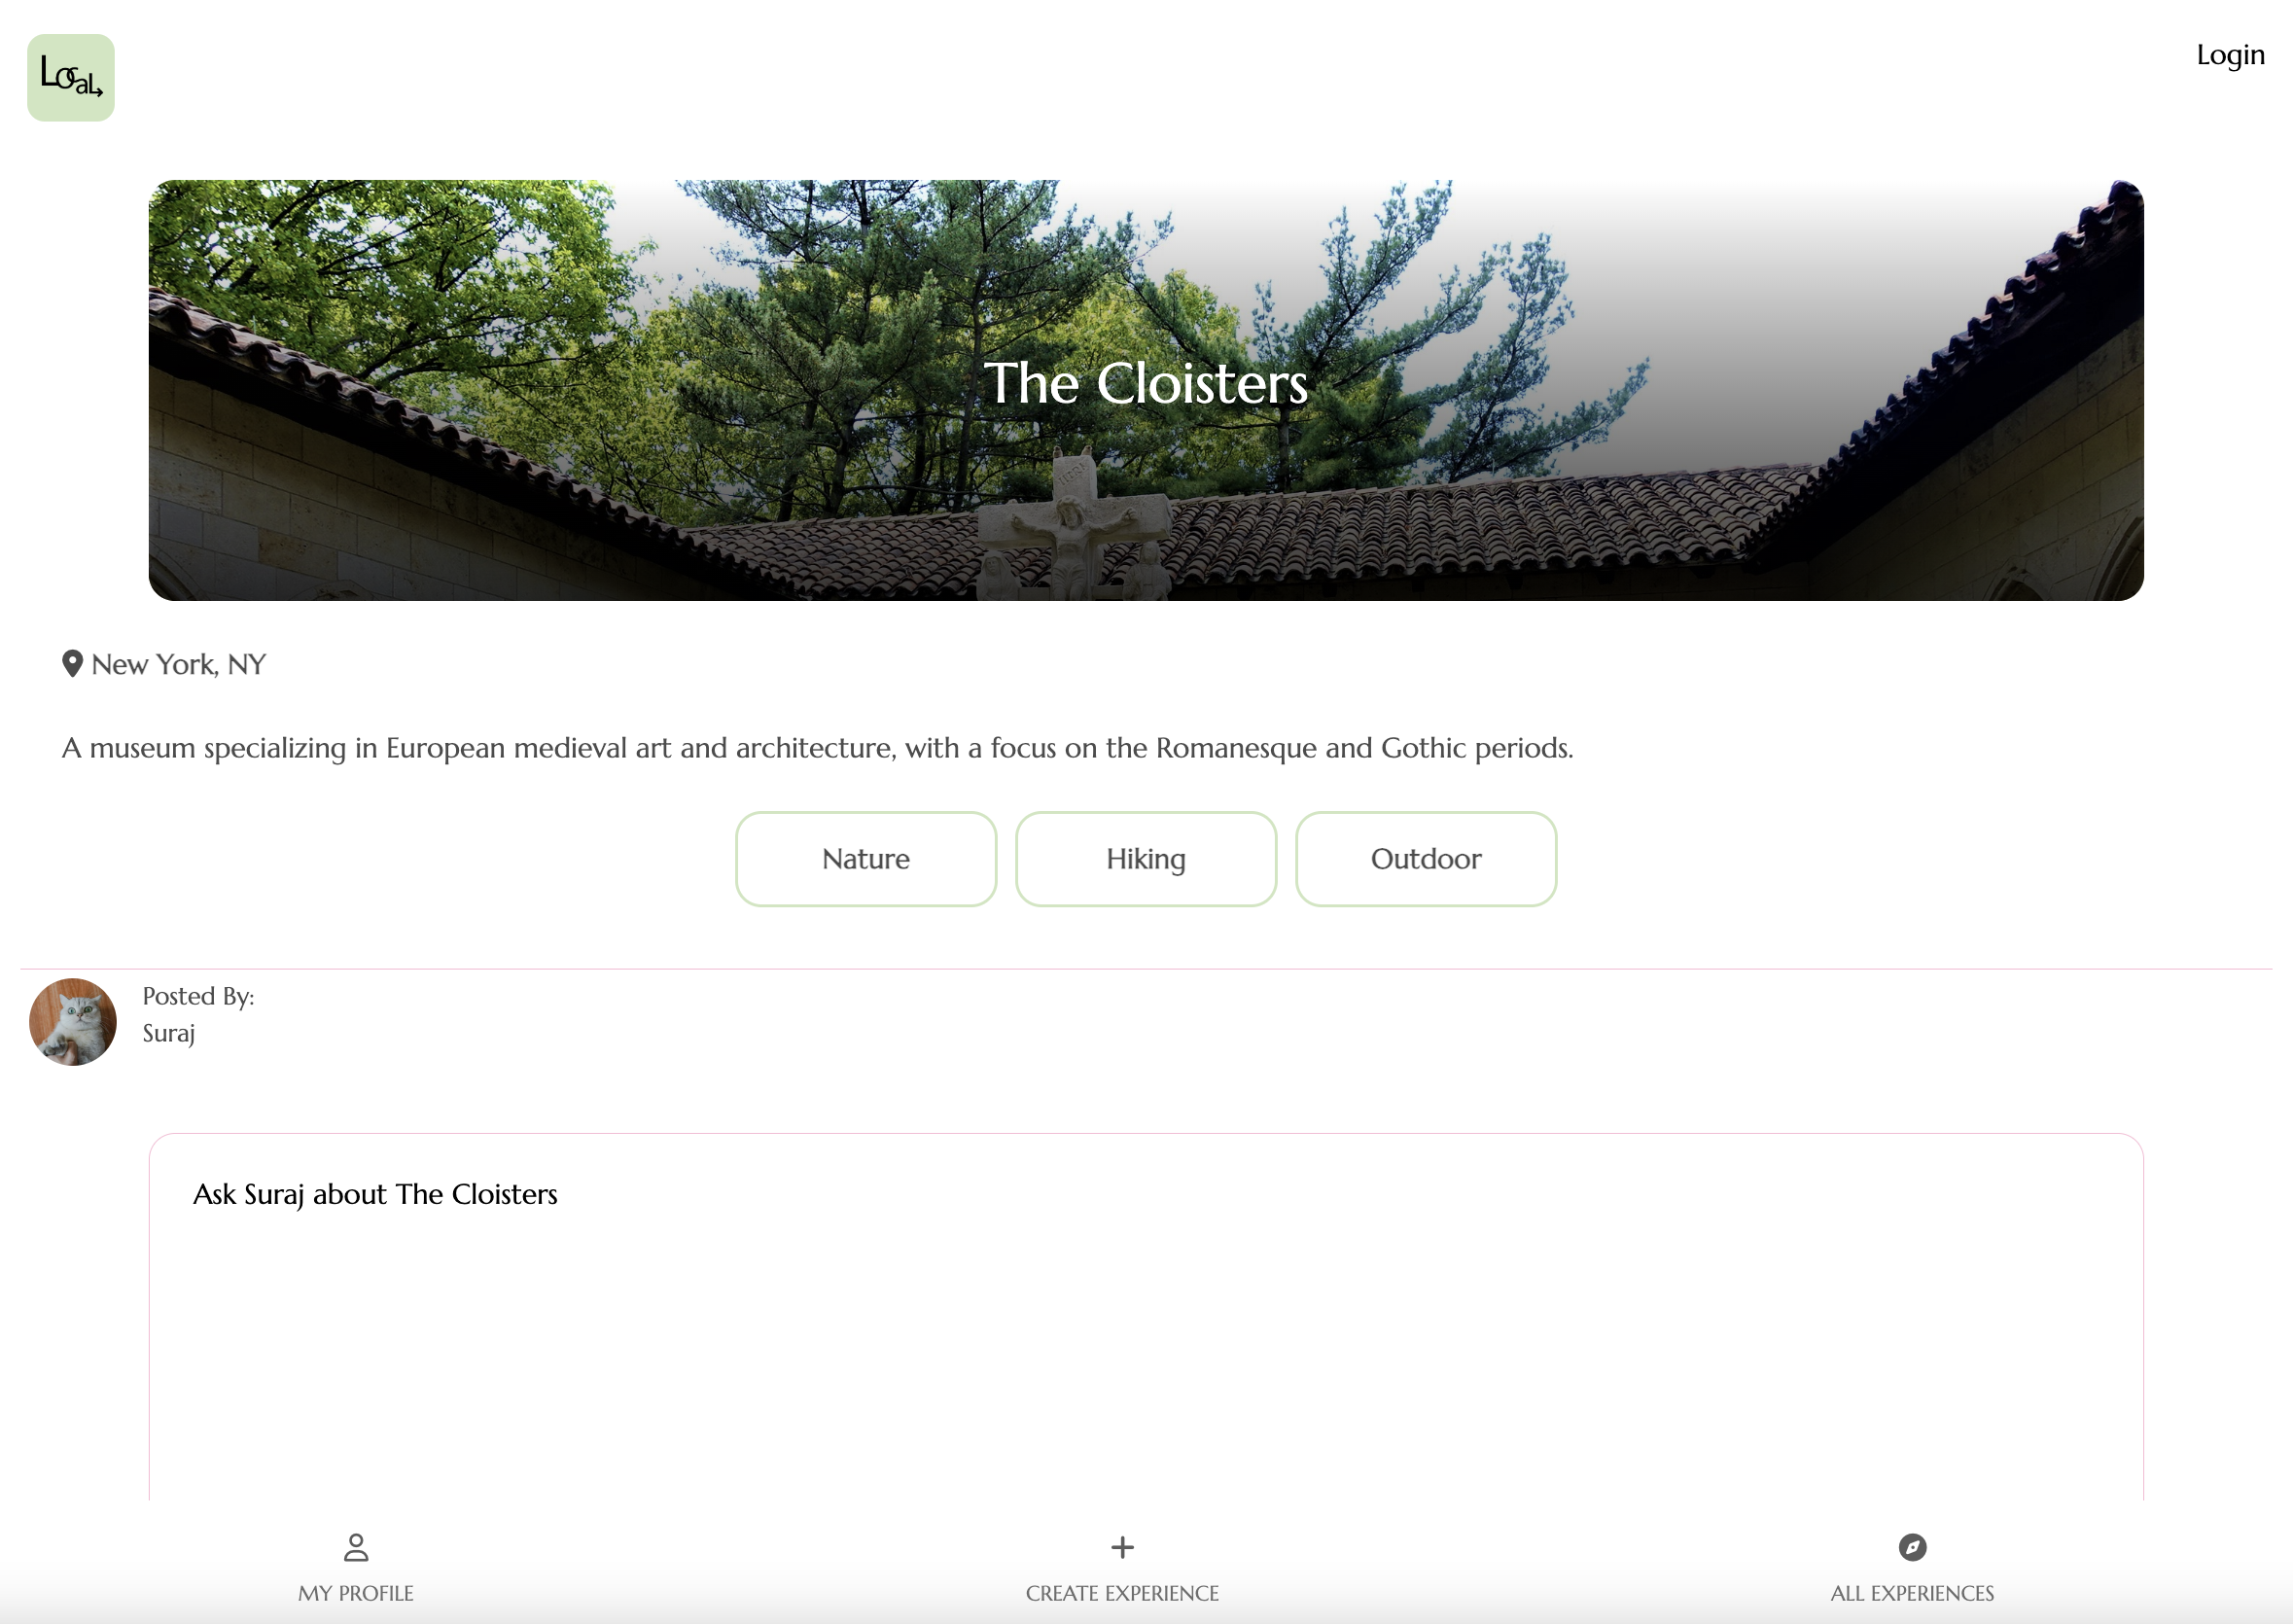 Local
Login
The Cloisters
New York, NY
A museum specializing in European medieval art and architecture, with a focus on the Romanesque and Gothic periods.
Nature Hiking Outdoor
Posted By:
Suraj
Ask Suraj about The Cloisters
MY PROFILE CREATE EXPERIENCE ALL EXPERIENCES